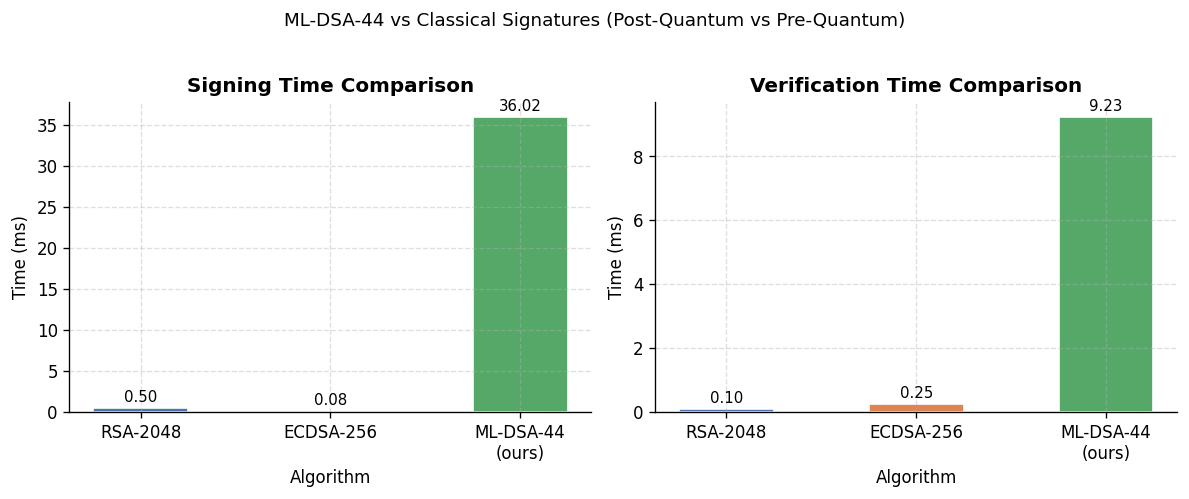 ML-DSA-44 vs Classical Signatures (Post-Quantum vs Pre-Quantum)
Signing Time Comparison
Time (ms)
35
30
25
20
15
10
5
0
0.50
0.08
36.02
RSA-2048
ECDSA-256
ML-DSA-44
(ours)
Algorithm
Verification Time Comparison
Time (ms)
8
6
4
2
0
0.10
0.25
9.23
RSA-2048
ECDSA-256
ML-DSA-44
(ours)
Algorithm